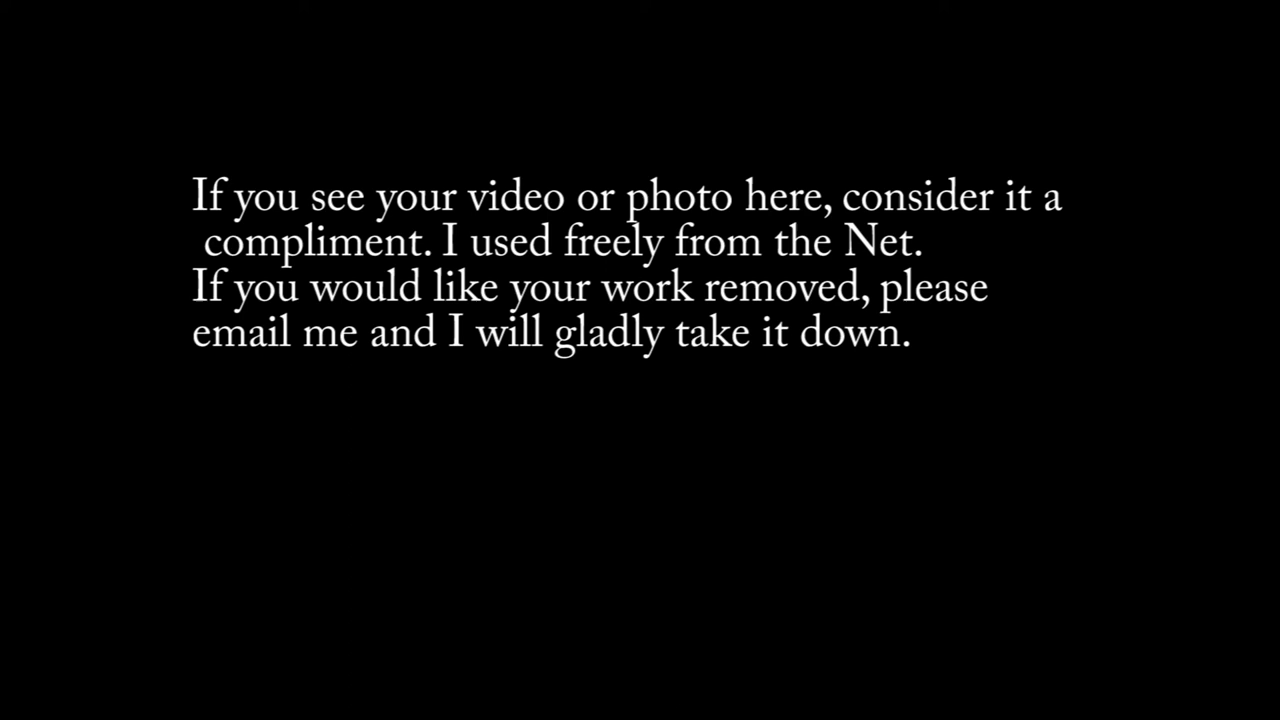 If you see your video or photo here, consider it a
compliment. I used freely from the Net.
If you would like your work removed, please
email me and I will gladly take it down.